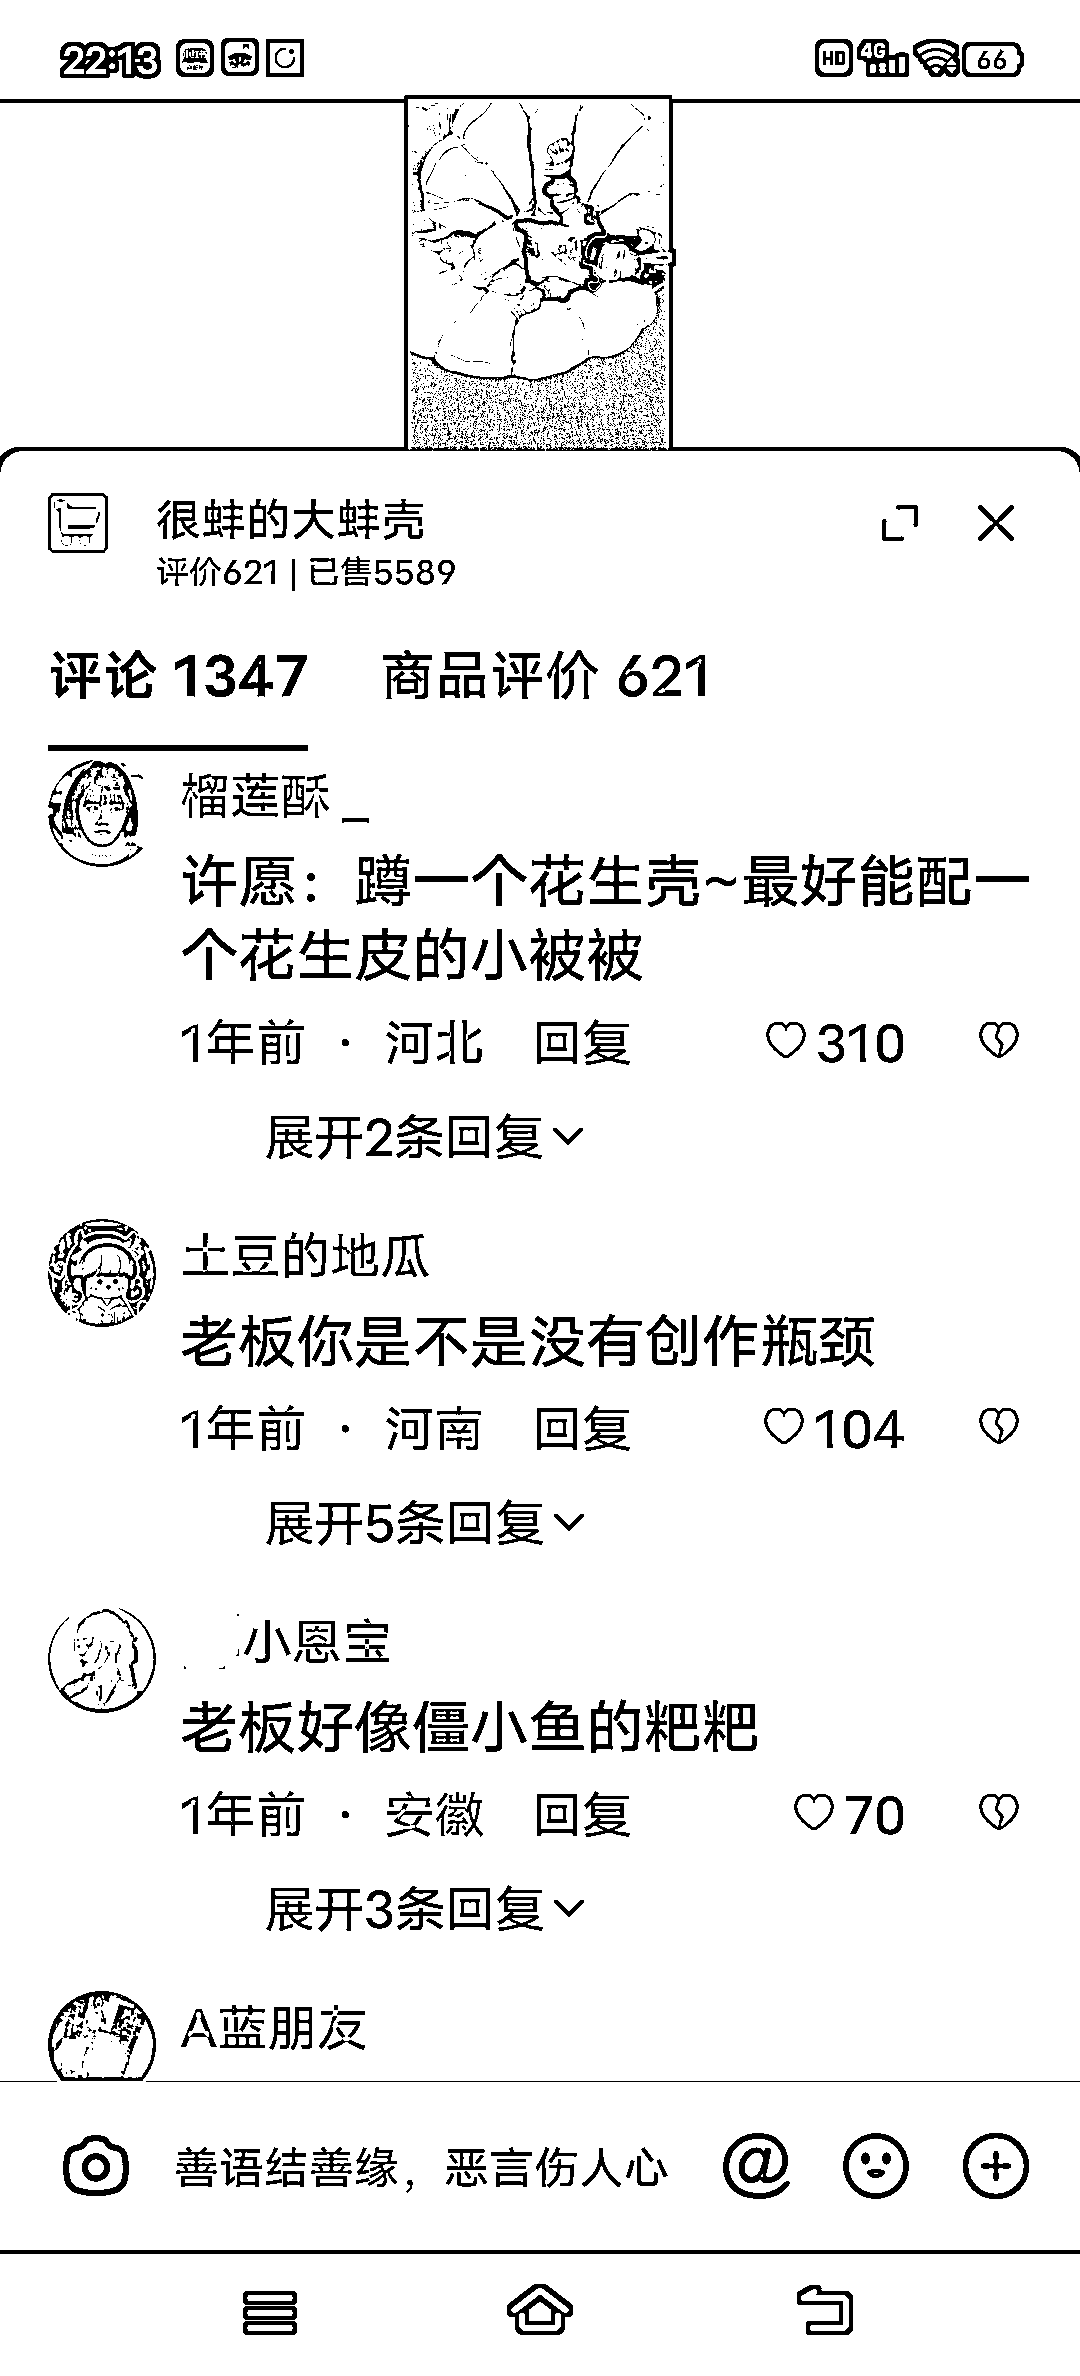 22:13 HD 4G 66
很蚌的大蚌壳
评价621 | 已售5589
评论 1347 商品评价 621
榴莲酥 _
许愿：蹲一个花生壳~最好能配一
个花生皮的小被被
1年前 · 河北 回复 310
展开2条回复
土豆的地瓜
老板你是不是没有创作瓶颈
1年前 · 河南 回复 104
展开5条回复
小恩宝
老板好像僵小鱼的粑粑
1年前 · 安徽 回复 70
展开3条回复
A蓝朋友
善语结善缘，恶言伤人心